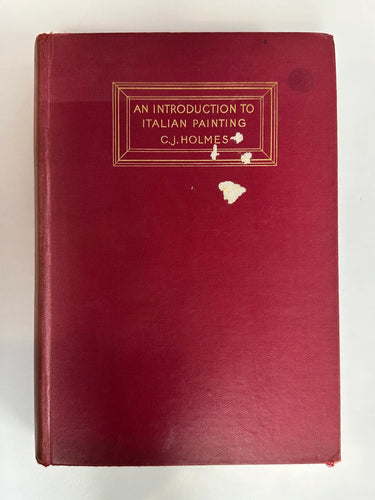 AN INTRODUCTION TO
ITALIAN PAINTING
C.J. HOLMES